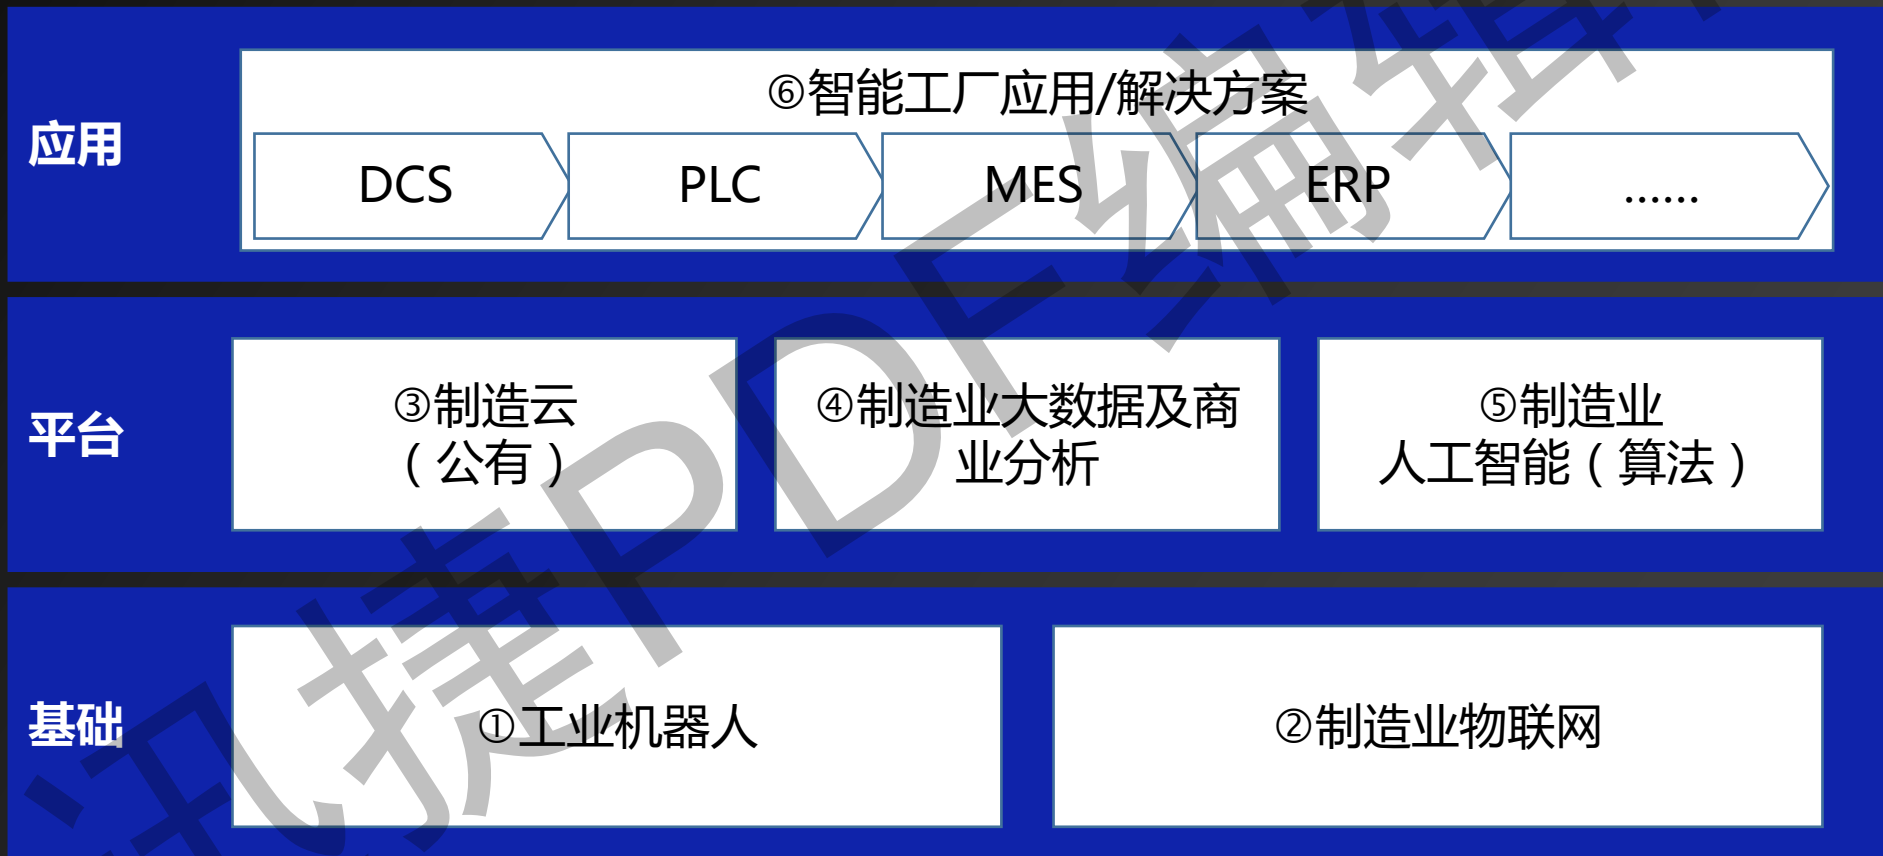 应用
⑥智能工厂应用/解决方案
DCS
PLC
MES
ERP
......
平台
③制造云
（公有）
④制造业大数据及商
业分析
⑤制造业
人工智能（算法）
基础
①工业机器人
②制造业物联网
讯捷PDF编辑